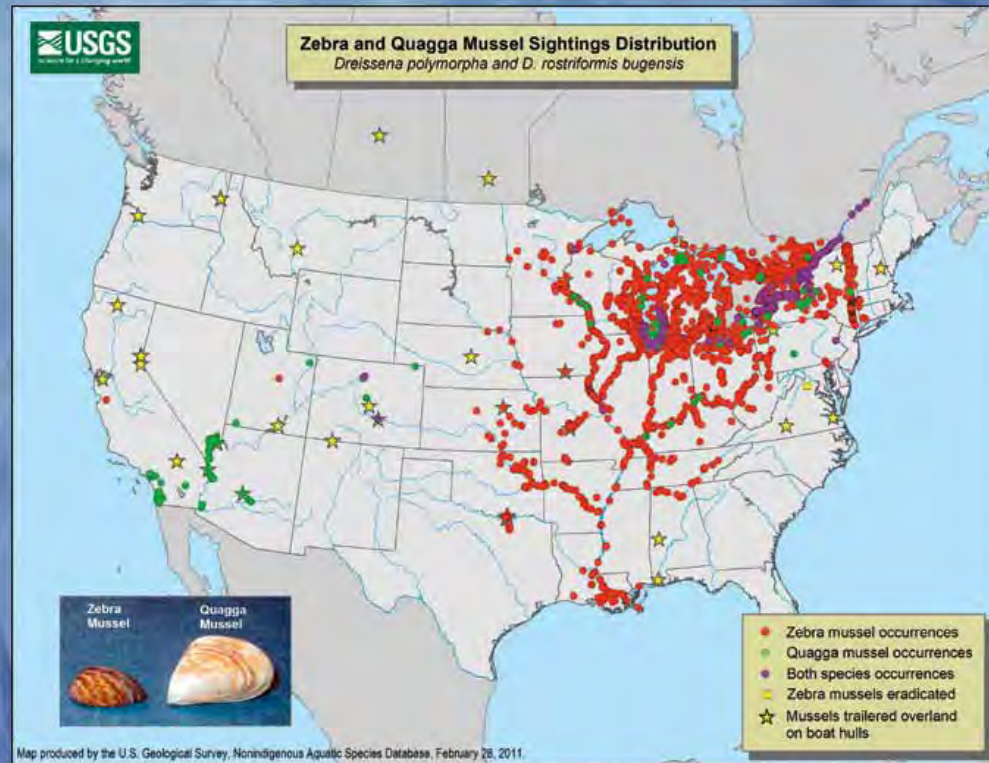 USGS
science for a changing world
Zebra and Quagga Mussel Sightings Distribution
Dreissena polymorpha and D. rostriformis bugensis
Zebra
Mussel
Quagga
Mussel
Zebra mussel occurrences
Quagga mussel occurrences
Both species occurrences
Zebra mussels eradicated
Mussels trailered overland
on boat hulls
Map produced by the U.S. Geological Survey, Nonindigenous Aquatic Species Database, February 28, 2011.